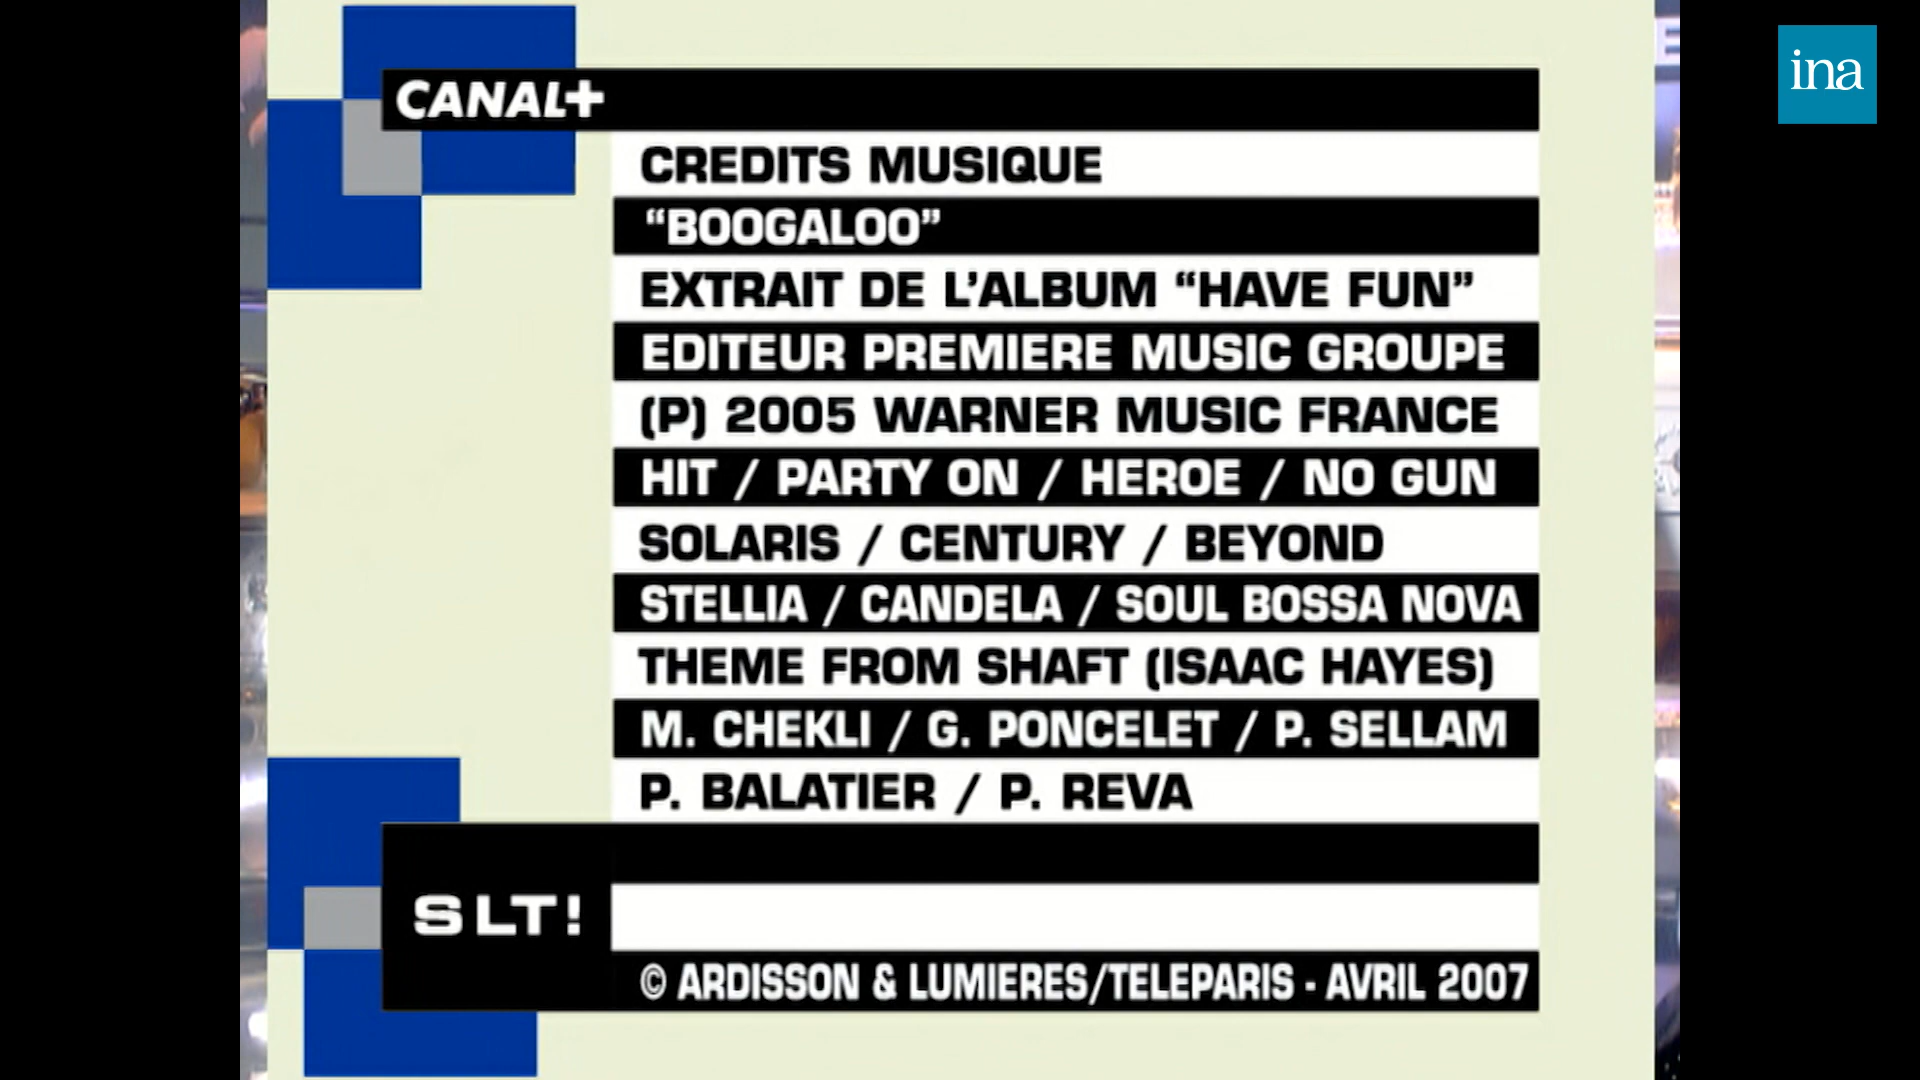 ina
CANAL+
CREDITS MUSIQUE
“BOOGALOO”
EXTRAIT DE L’ALBUM “HAVE FUN”
EDITEUR PREMIERE MUSIC GROUPE
(P) 2005 WARNER MUSIC FRANCE
HIT / PARTY ON / HEROE / NO GUN
SOLARIS / CENTURY / BEYOND
STELLIA / CANDELA / SOUL BOSSA NOVA
THEME FROM SHAFT (ISAAC HAYES)
M. CHEKLI / G. PONCELET / P. SELLAM
P. BALATIER / P. REVA
SLT!
© ARDISSON & LUMIERES/TELEPARIS - AVRIL 2007